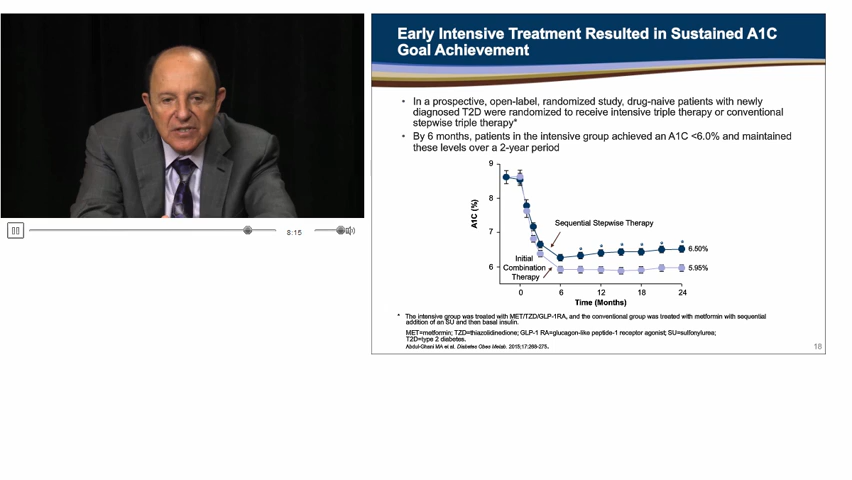 Early Intensive Treatment Resulted in Sustained A1C
Goal Achievement
• In a prospective, open-label, randomized study, drug-naive patients with newly
diagnosed T2D were randomized to receive intensive triple therapy or conventional
stepwise triple therapy*
• By 6 months, patients in the intensive group achieved an A1C <6.0% and maintained
these levels over a 2-year period
9
8
7
6
A1C (%)
Sequential Stepwise Therapy
Initial
Combination
Therapy
6.50%
5.95%
0 6 12 18 24
Time (Months)
* The intensive group was treated with MET/TZD/GLP-1RA, and the conventional group was treated with metformin with sequential
addition of an SU and then basal insulin.
MET=metformin; TZD=thiazolidinedione; GLP-1 RA=glucagon-like peptide-1 receptor agonist; SU=sulfonylurea;
T2D=type 2 diabetes.
Abdul-Ghani MA et al. Diabetes Obes Metab. 2015;17:268-275.
18
8:15